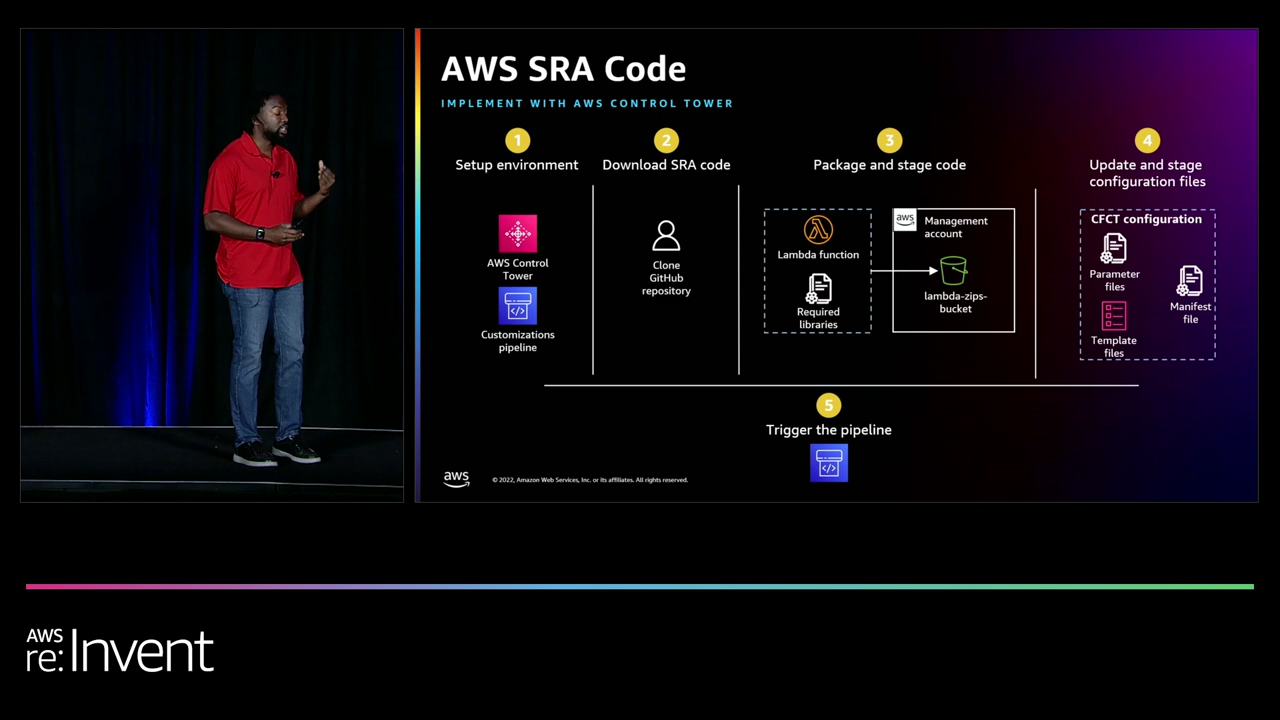 AWS SRA Code
IMPLEMENT WITH AWS CONTROL TOWER
1
Setup environment
AWS Control
Tower
Customizations
pipeline
2
Download SRA code
Clone
GitHub
repository
3
Package and stage code
Lambda function
Required
libraries
aws
Management
account
lambda-zips-
bucket
4
Update and stage
configuration files
CFCT configuration
Parameter
files
Manifest
file
Template
files
5
Trigger the pipeline
aws
© 2022, Amazon Web Services, Inc. or its affiliates. All rights reserved.
AWS
re:Invent